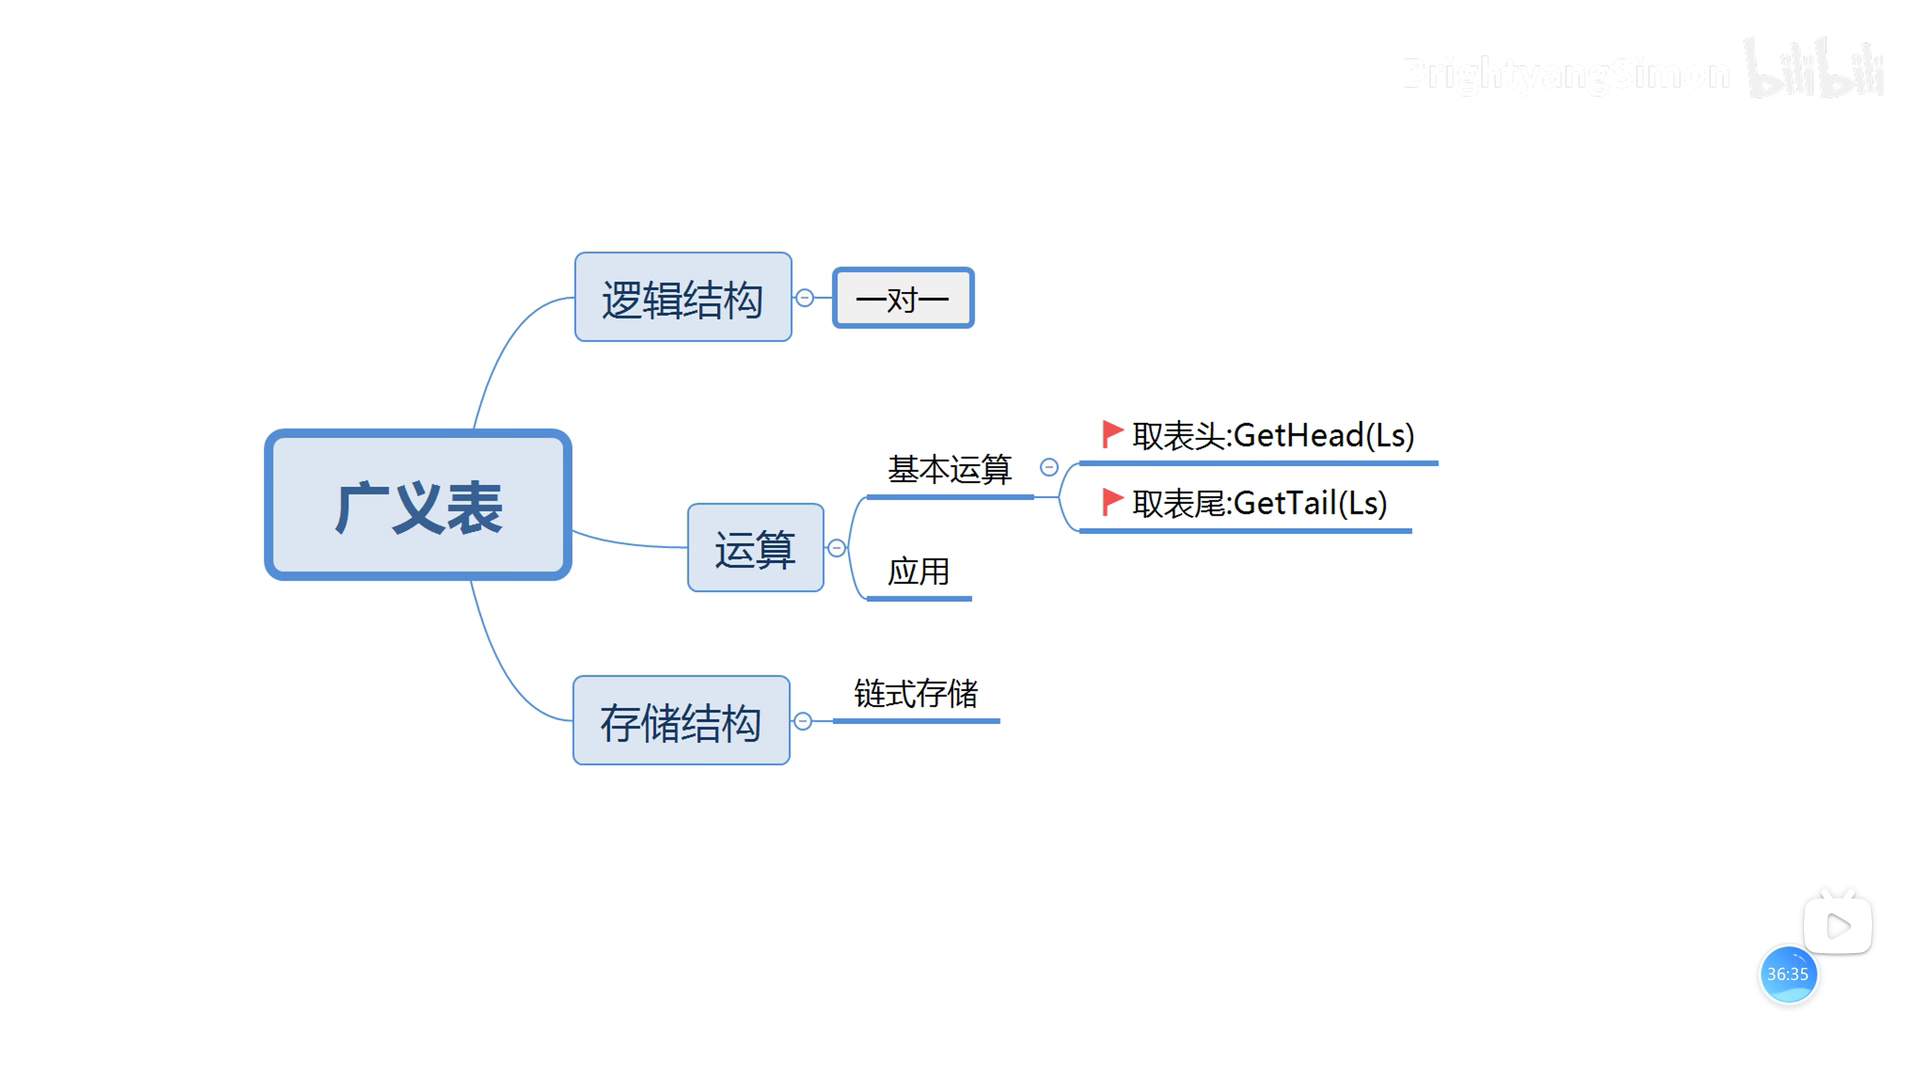 BrightyangSimon bilibili
逻辑结构
一对一
广义表
运算
基本运算
取表头:GetHead(Ls)
取表尾:GetTail(Ls)
应用
存储结构
链式存储
36:35